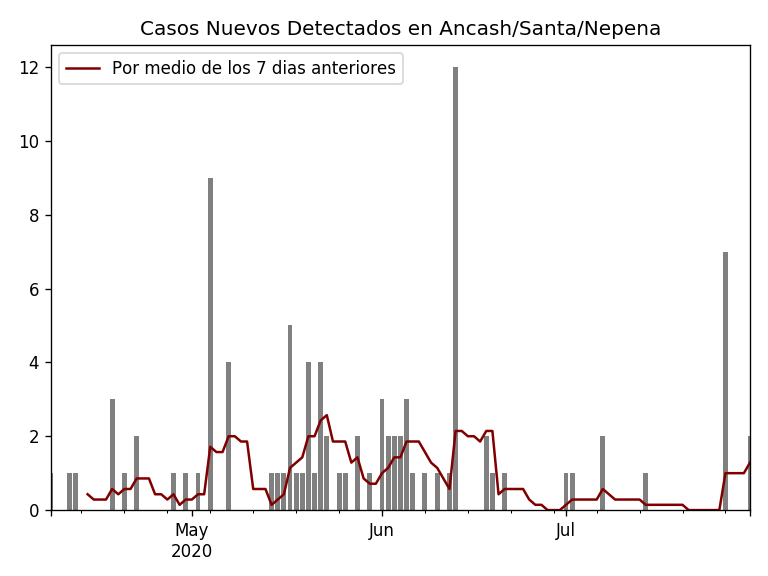 Casos Nuevos Detectados en Ancash/Santa/Nepena
Por medio de los 7 dias anteriores
12
10
8
6
4
2
0
May
2020
Jun
Jul